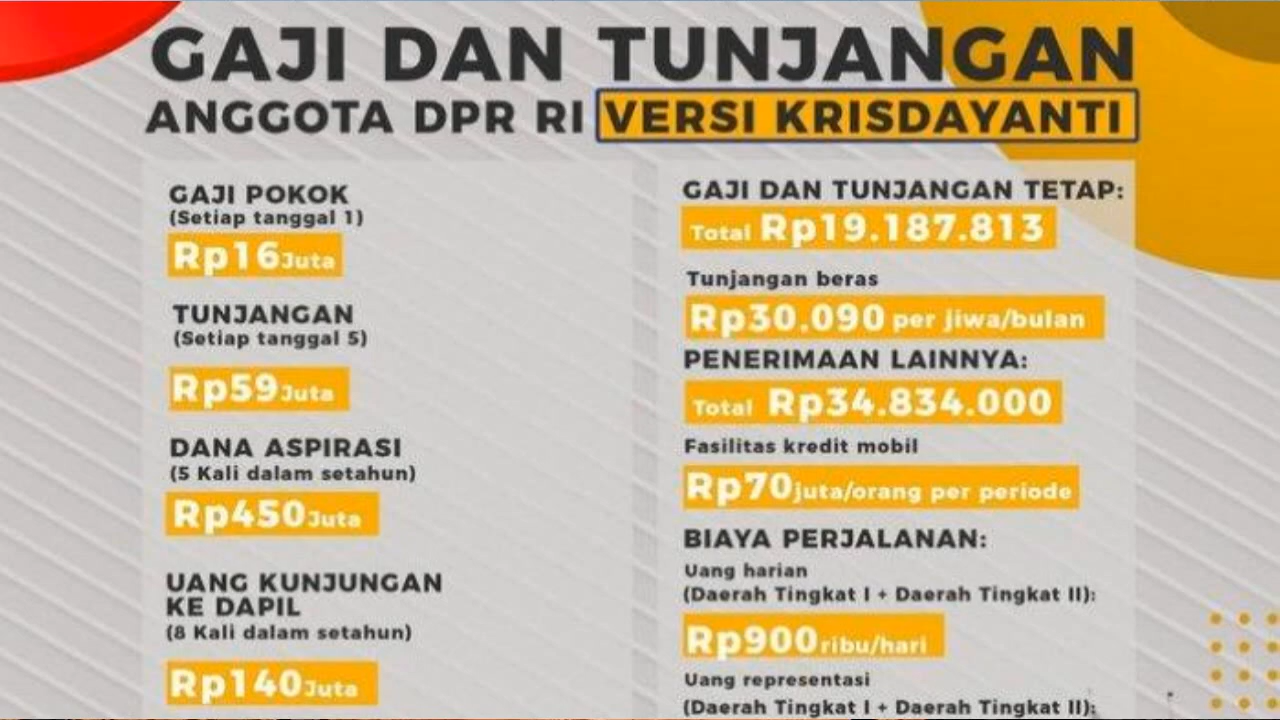 GAJI DAN TUNJANGAN
ANGGOTA DPR RI VERSI KRISDAYANTI
GAJI POKOK
(Setiap tanggal 1)
Rp16Juta
TUNJANGAN
(Setiap tanggal 5)
Rp59Juta
DANA ASPIRASI
(5 Kali dalam setahun)
Rp450Juta
UANG KUNJUNGAN
KE DAPIL
(8 Kali dalam setahun)
Rp140Juta
GAJI DAN TUNJANGAN TETAP:
Total Rp19.187.813
Tunjangan beras
Rp30.090 per jiwa/bulan
PENERIMAAN LAINNYA:
Total Rp34.834.000
Fasilitas kredit mobil
Rp70juta/orang per periode
BIAYA PERJALANAN:
Uang harian
(Daerah Tingkat I + Daerah Tingkat II):
Rp900ribu/hari
Uang representasi
(Daerah Tingkat I + Daerah Tingkat II):